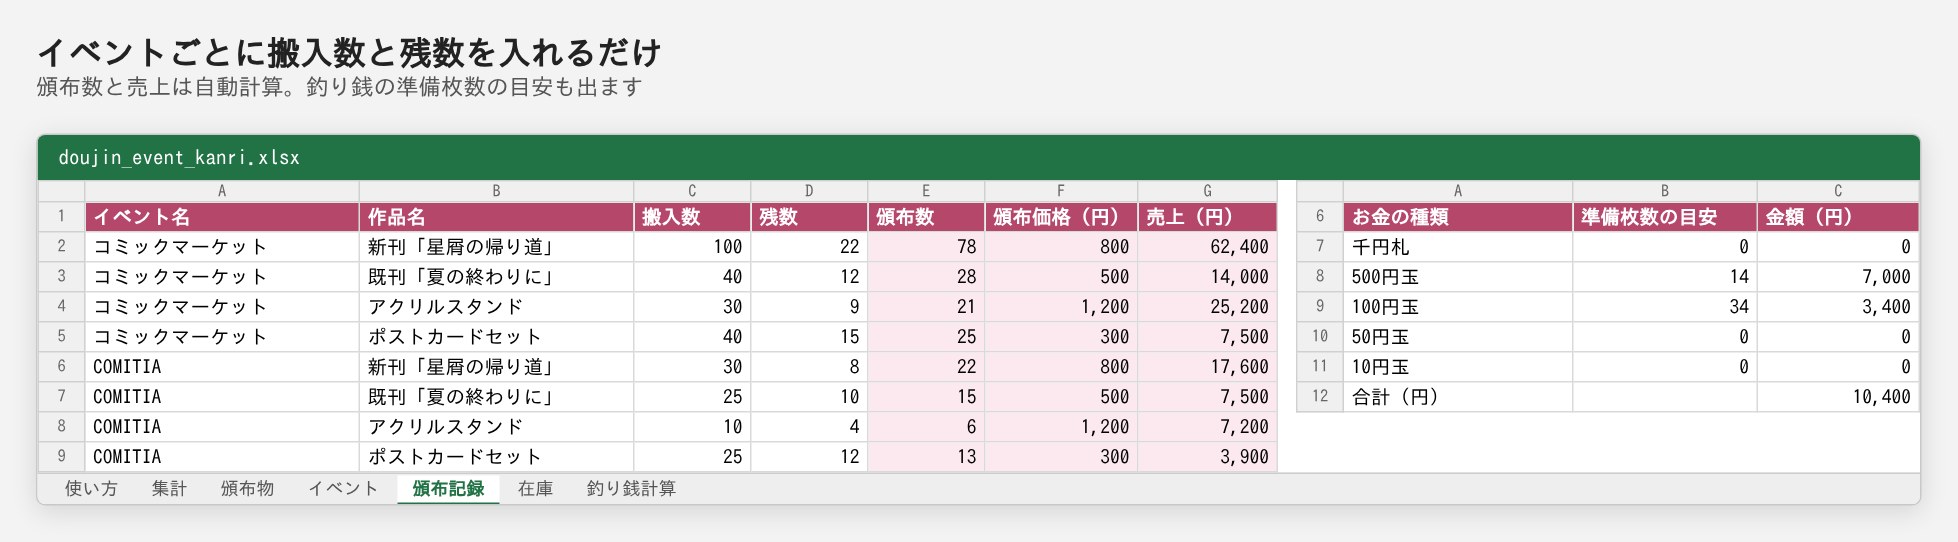 イベントごとに搬入数と残数を入れるだけ
頒布数と売上は自動計算。釣り銭の準備枚数の目安も出ます
doujin_event_kanri.xlsx
A B C D E F G
1 イベント名 作品名 搬入数 残数 頒布数 頒布価格（円） 売上（円）
2 コミックマーケット 新刊「星屑の帰り道」 100 22 78 800 62,400
3 コミックマーケット 既刊「夏の終わりに」 40 12 28 500 14,000
4 コミックマーケット アクリルスタンド 30 9 21 1,200 25,200
5 コミックマーケット ポストカードセット 40 15 25 300 7,500
6 COMITIA 新刊「星屑の帰り道」 30 8 22 800 17,600
7 COMITIA 既刊「夏の終わりに」 25 10 15 500 7,500
8 COMITIA アクリルスタンド 10 4 6 1,200 7,200
9 COMITIA ポストカードセット 25 12 13 300 3,900
A B C
6 お金の種類 準備枚数の目安 金額（円）
7 千円札 0 0
8 500円玉 14 7,000
9 100円玉 34 3,400
10 50円玉 0 0
11 10円玉 0 0
12 合計（円） 10,400
使い方 集計 頒布物 イベント 頒布記録 在庫 釣り銭計算